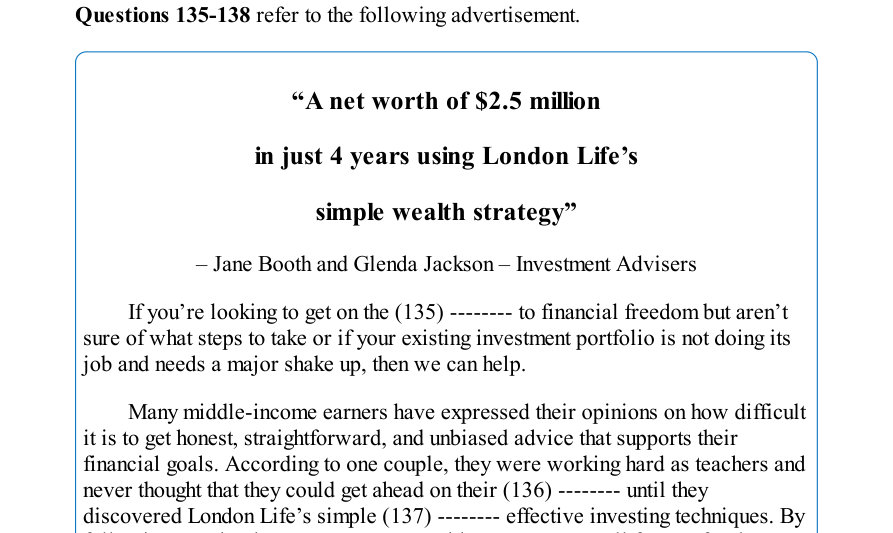 Questions 135-138 refer to the following advertisement.
“A net worth of $2.5 million
in just 4 years using London Life’s
simple wealth strategy”
– Jane Booth and Glenda Jackson – Investment Advisers
If you’re looking to get on the (135) -------- to financial freedom but aren’t
sure of what steps to take or if your existing investment portfolio is not doing its
job and needs a major shake up, then we can help.
Many middle-income earners have expressed their opinions on how difficult
it is to get honest, straightforward, and unbiased advice that supports their
financial goals. According to one couple, they were working hard as teachers and
never thought that they could get ahead on their (136) -------- until they
discovered London Life’s simple (137) -------- effective investing techniques. By